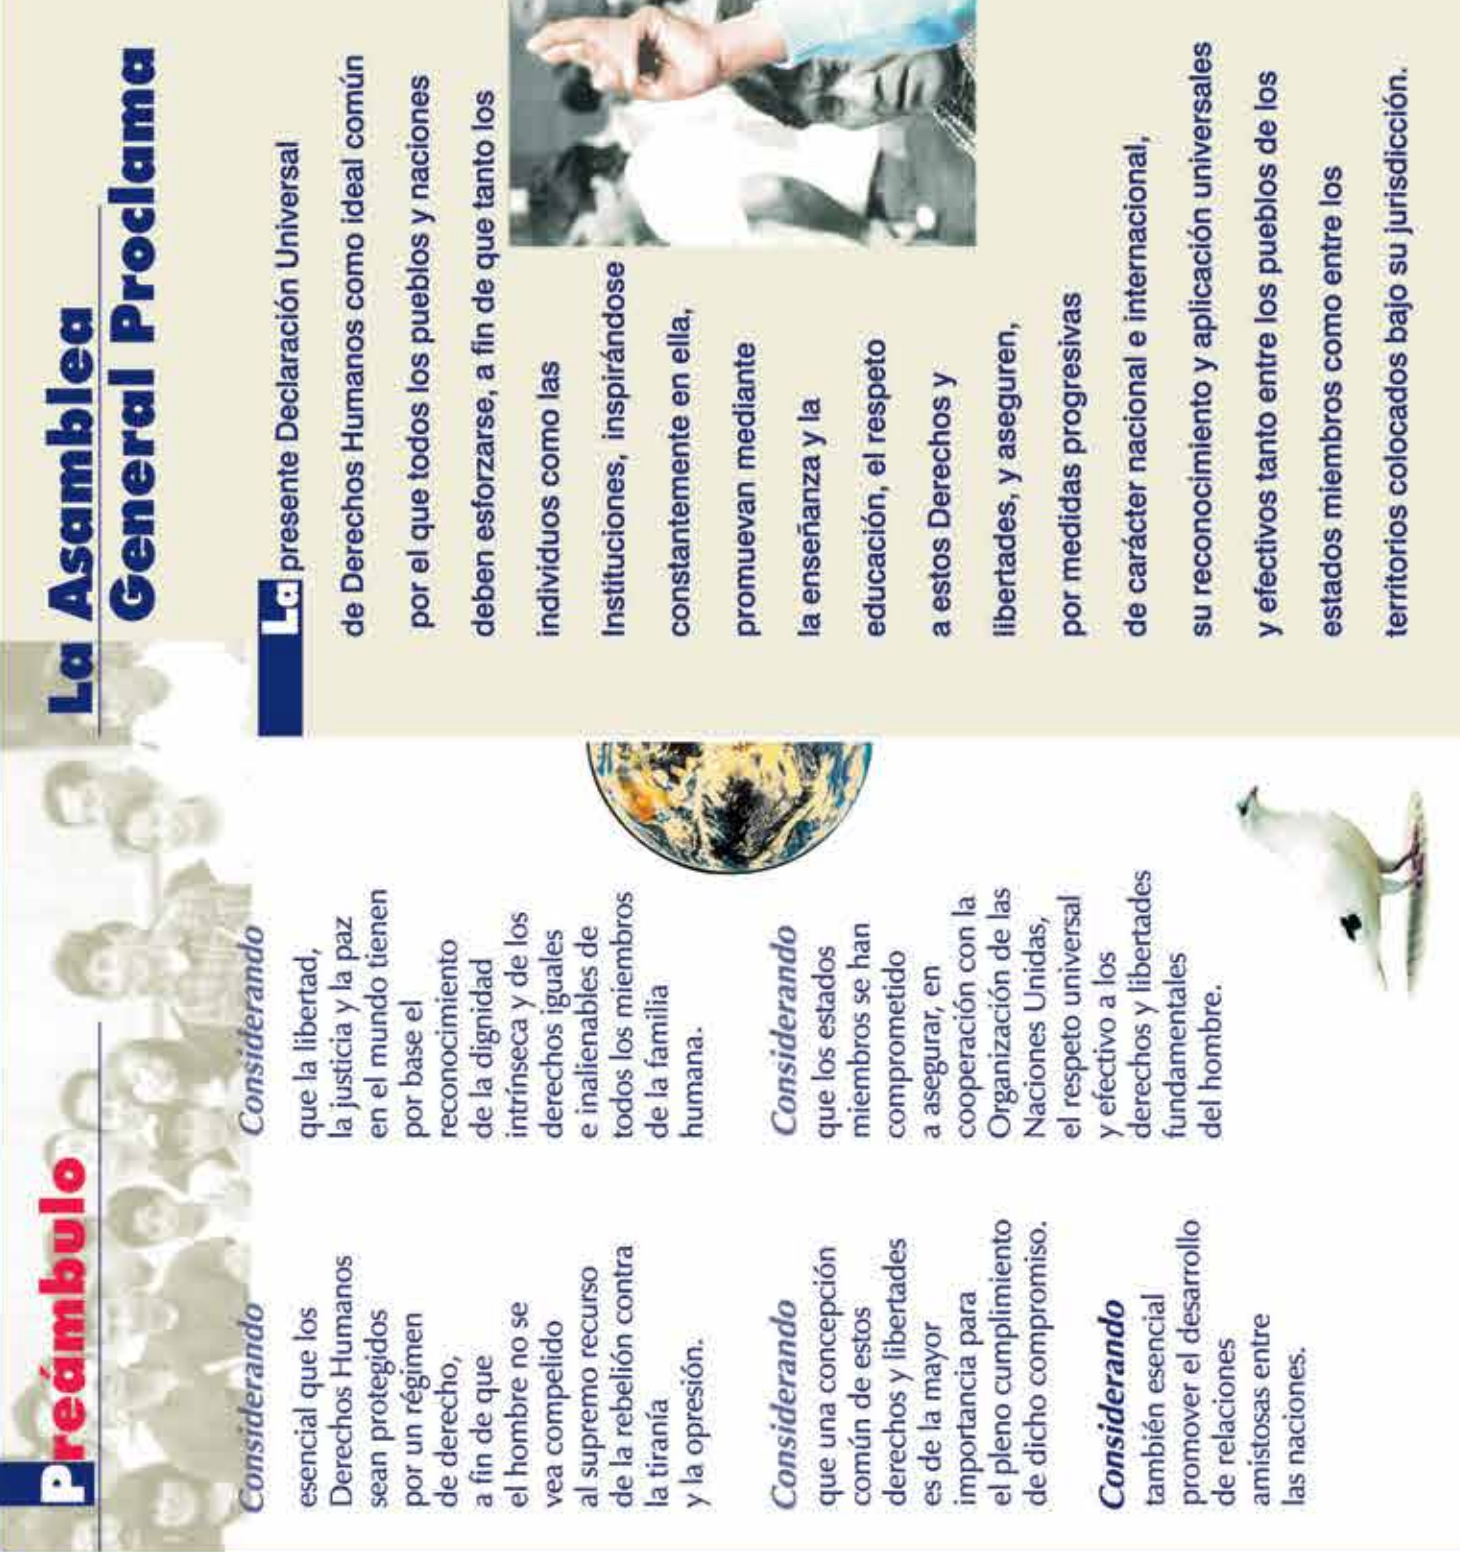 Preámbulo
Considerando
esencial que los
Derechos Humanos
sean protegidos
por un régimen
de derecho,
a fin de que
el hombre no se
vea compelido
al supremo recurso
de la rebelión contra
la tiranía
y la opresión.
Considerando
que una concepción
común de estos
derechos y libertades
es de la mayor
importancia para
el pleno cumplimiento
de dicho compromiso.
Considerando
también esencial
promover el desarrollo
de relaciones
amistosas entre
las naciones.
Considerando
que la libertad,
la justicia y la paz
en el mundo tienen
por base el
reconocimiento
de la dignidad
intrínseca y de los
derechos iguales
e inalienables de
todos los miembros
de la familia
humana.
Considerando
que los estados
miembros se han
comprometido
a asegurar, en
cooperación con la
Organización de las
Naciones Unidas,
el respeto universal
y efectivo a los
derechos y libertades
fundamentales
del hombre.
La Asamblea
General Proclama
La presente Declaración Universal
de Derechos Humanos como ideal común
por el que todos los pueblos y naciones
deben esforzarse, a fin de que tanto los
individuos como las
Instituciones, inspirándose
constantemente en ella,
promuevan mediante
la enseñanza y la
educación, el respeto
a estos Derechos y
libertades, y aseguren,
por medidas progresivas
de carácter nacional e internacional,
su reconocimiento y aplicación universales
y efectivos tanto entre los pueblos de los
estados miembros como entre los
territorios colocados bajo su jurisdicción.